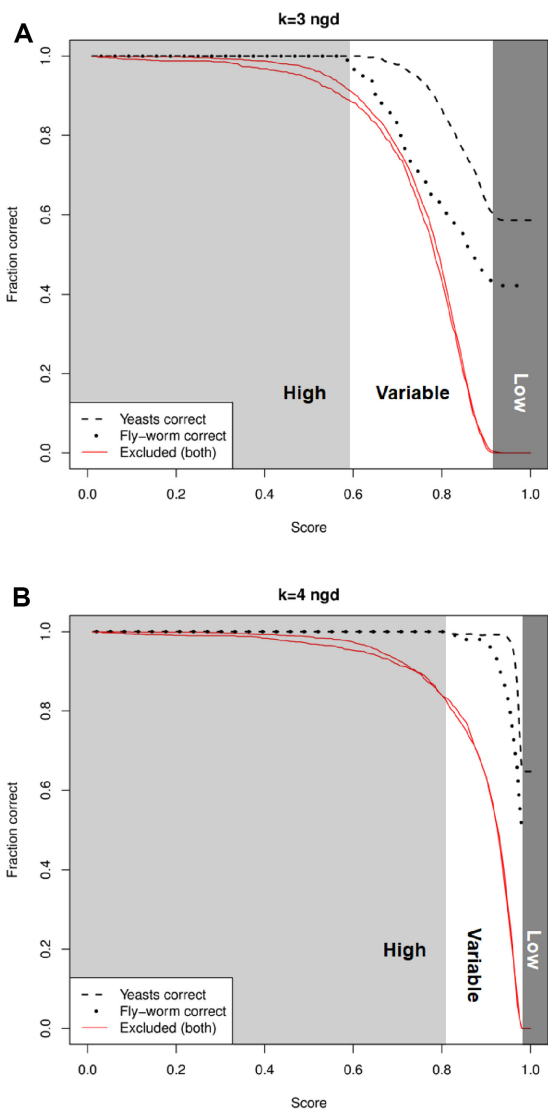 A
k=3 ngd
Fraction correct
1.0
0.8
0.6
0.4
0.2
0.0
High
Variable
Low
Yeasts correct
Fly-worm correct
Excluded (both)
0.0 0.2 0.4 0.6 0.8 1.0
Score
B
k=4 ngd
Fraction correct
1.0
0.8
0.6
0.4
0.2
0.0
High
Variable
Low
Yeasts correct
Fly-worm correct
Excluded (both)
0.0 0.2 0.4 0.6 0.8 1.0
Score